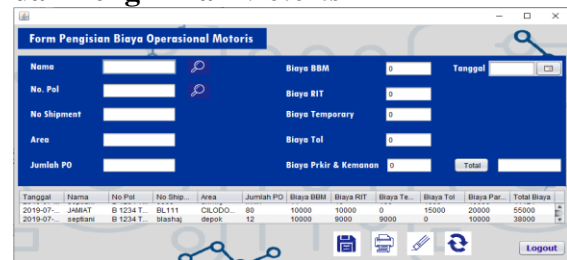 Form Pengisian Biaya Operasional Motoris
Nama Biaya BBM 0 Tanggal
No. Pol Biaya RIT 0
No Shipment Biaya Temporary 0
Area Biaya Tol 0
Jumlah PO Biaya Prkir & Kemanan 0 Total
Tanggal Nama No Pol No Ship... Area Jumlah PO Biaya BBM Biaya RIT Biaya Te... Biaya Tol Biaya Par... Total Biaya
2019-07-... JAMIAT B 1234 T... BL111 CILODO... 80 10000 10000 0 15000 20000 55000
2019-07-... septiani B 1234 T... blashaj depok 12 10000 9000 9000 0 10000 38000
Logout